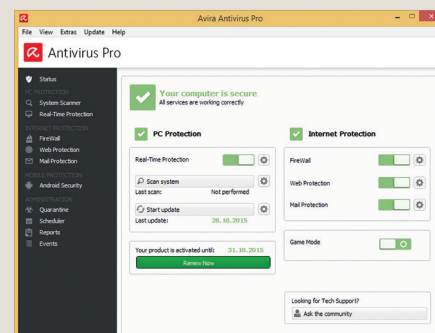 Avira Antivirus Pro
File View Extras Update Help
Antivirus Pro
Status
PC PROTECTION
System Scanner
Real-Time Protection
INTERNET PROTECTION
FireWall
Web Protection
Mail Protection
MOBILE PROTECTION
Android Security
ADMINISTRATION
Quarantine
Scheduler
Reports
Events
Your computer is secure
All services are working correctly
PC Protection
Real-Time Protection
Scan system
Last scan: Not performed
Start update
Last update: 28.10.2015
Your product is activated until: 31.10.2015
Renew Now
Internet Protection
FireWall
Web Protection
Mail Protection
Game Mode
Looking for Tech Support?
Ask the community